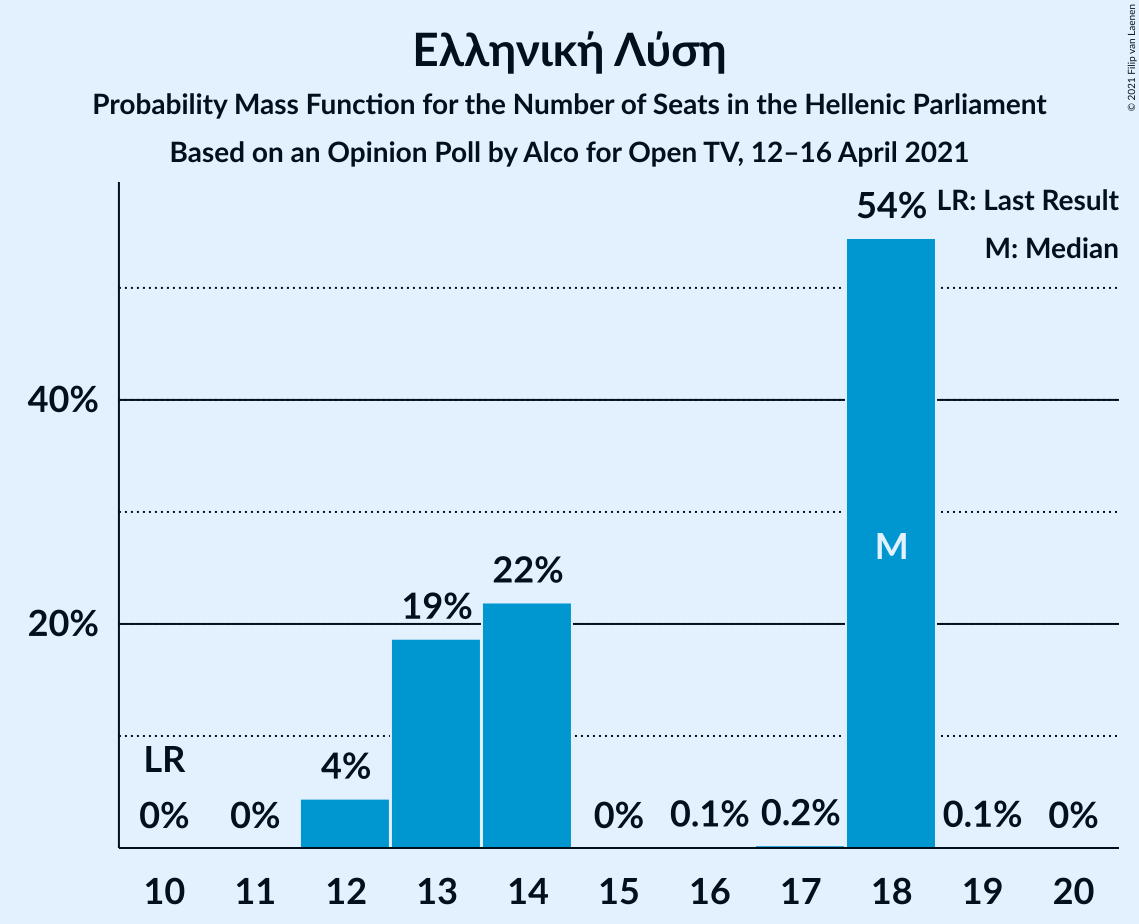 Ελληνική Λύση
Probability Mass Function for the Number of Seats in the Hellenic Parliament
Based on an Opinion Poll by Alco for Open TV, 12–16 April 2021
© 2021 Filip van Laenen
LR: Last Result
M: Median
54%
40%
M
22%
19%
20%
LR
4%
0% 0% 0% 0.1% 0.2% 0.1% 0%
10 11 12 13 14 15 16 17 18 19 20